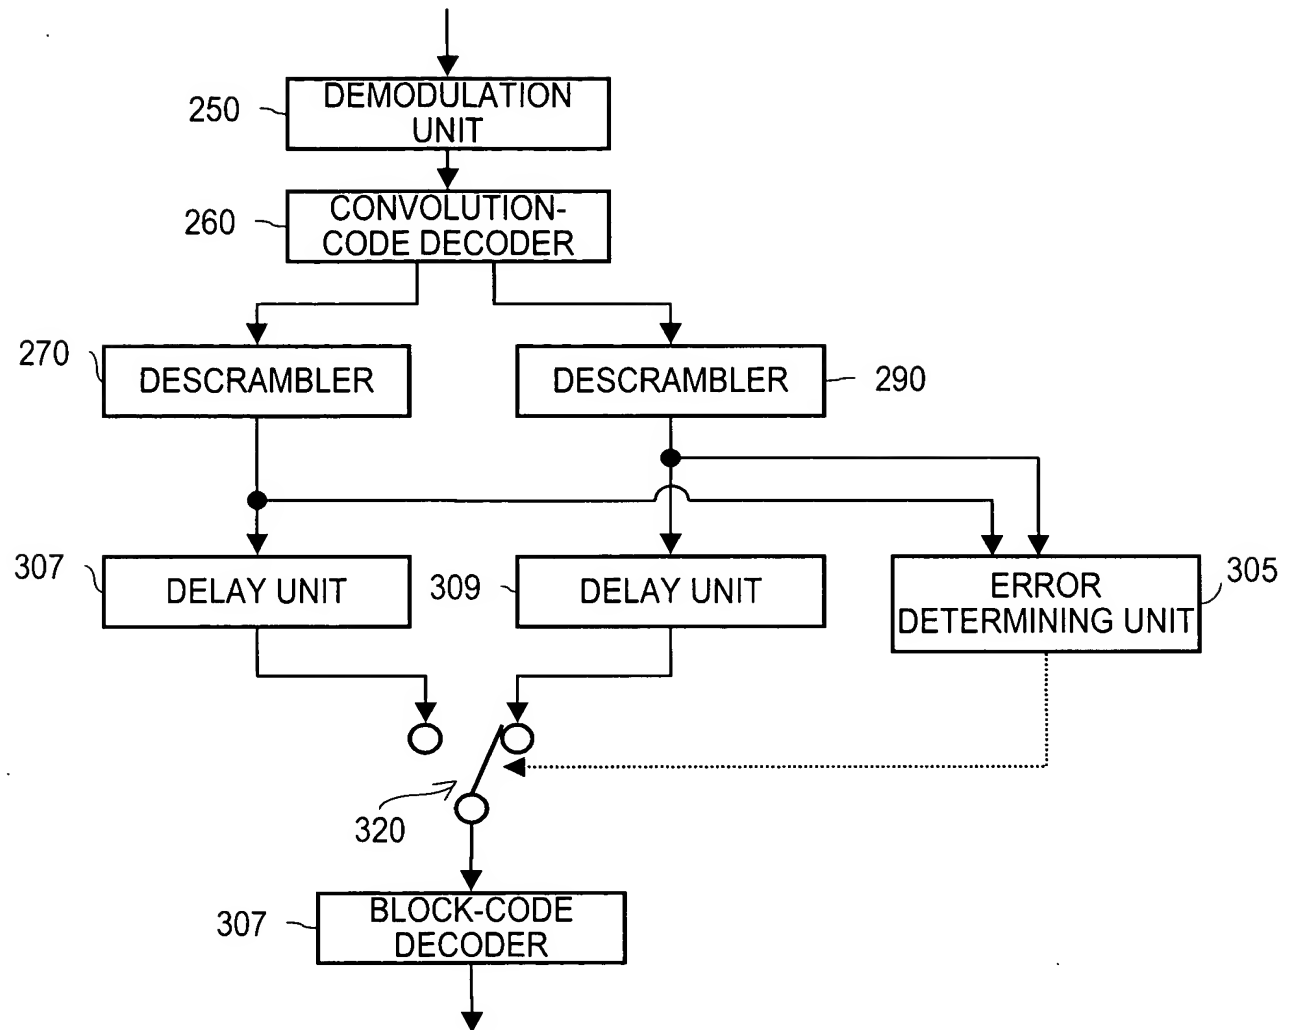 250
DEMODULATION
UNIT
260
CONVOLUTION-
CODE DECODER
270
DESCRAMBLER
DESCRAMBLER
290
307
DELAY UNIT
309
DELAY UNIT
ERROR
DETERMINING UNIT
305
320
307
BLOCK-CODE
DECODER